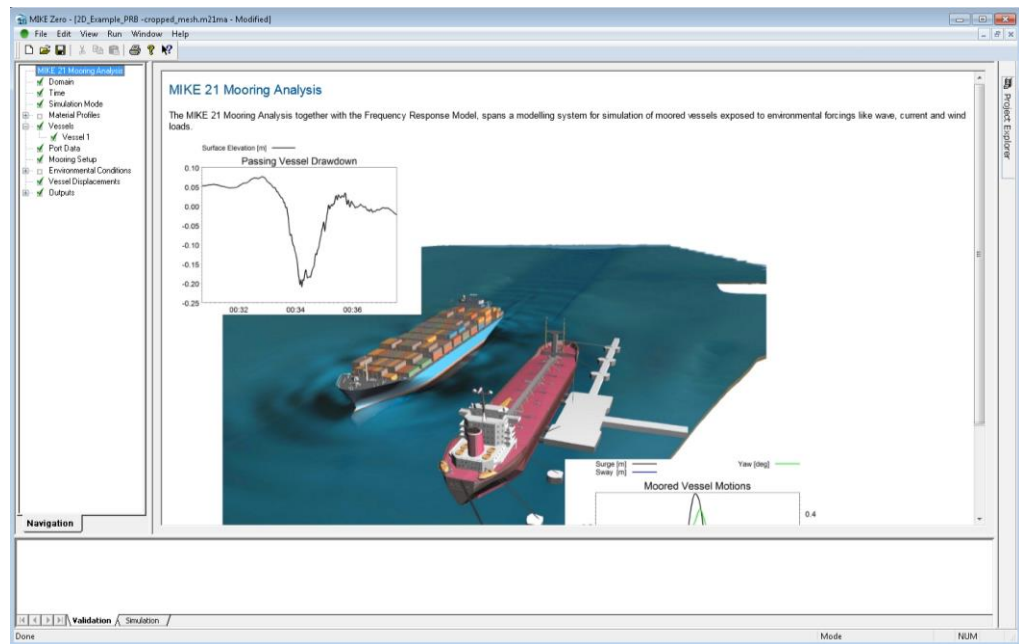 MIKE Zero - [2D_Example_PRB -cropped_mesh.m21ma - Modified]
File Edit View Run Window Help
MIKE 21 Mooring Analysis
Domain
Time
Simulation Mode
Material Profiles
Vessels
Vessel 1
Port Data
Mooring Setup
Environmental Conditions
Vessel Displacements
Outputs
Navigation
MIKE 21 Mooring Analysis
The MIKE 21 Mooring Analysis together with the Frequency Response Model, spans a modelling system for simulation of moored vessels exposed to environmental forcings like wave, current and wind
loads.
Surface Elevation [m]
Passing Vessel Drawdown
0.10
0.05
0.00
-0.05
-0.10
-0.15
-0.20
-0.25
00:32 00:34 00:36
Surge [m] Yaw [deg]
Sway [m]
Moored Vessel Motions
0.4
Project Explorer
Validation Simulation
Done Mode NUM